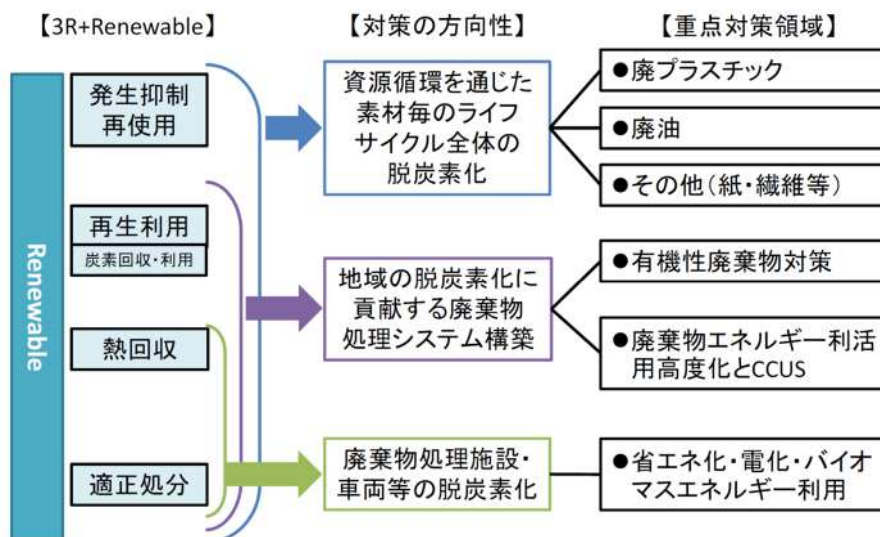 【3R+Renewable】
【対策の方向性】
【重点対策領域】
Renewable
発生抑制
再使用
再生利用
炭素回収・利用
熱回収
適正処分
資源循環を通じた
素材毎のライフ
サイクル全体の
脱炭素化
地域の脱炭素化に
貢献する廃棄物
処理システム構築
廃棄物処理施設・
車両等の脱炭素化
●廃プラスチック
●廃油
●その他(紙・繊維等)
●有機性廃棄物対策
●廃棄物エネルギー利活
用高度化とCCUS
●省エネ化・電化・バイオ
マスエネルギー利用